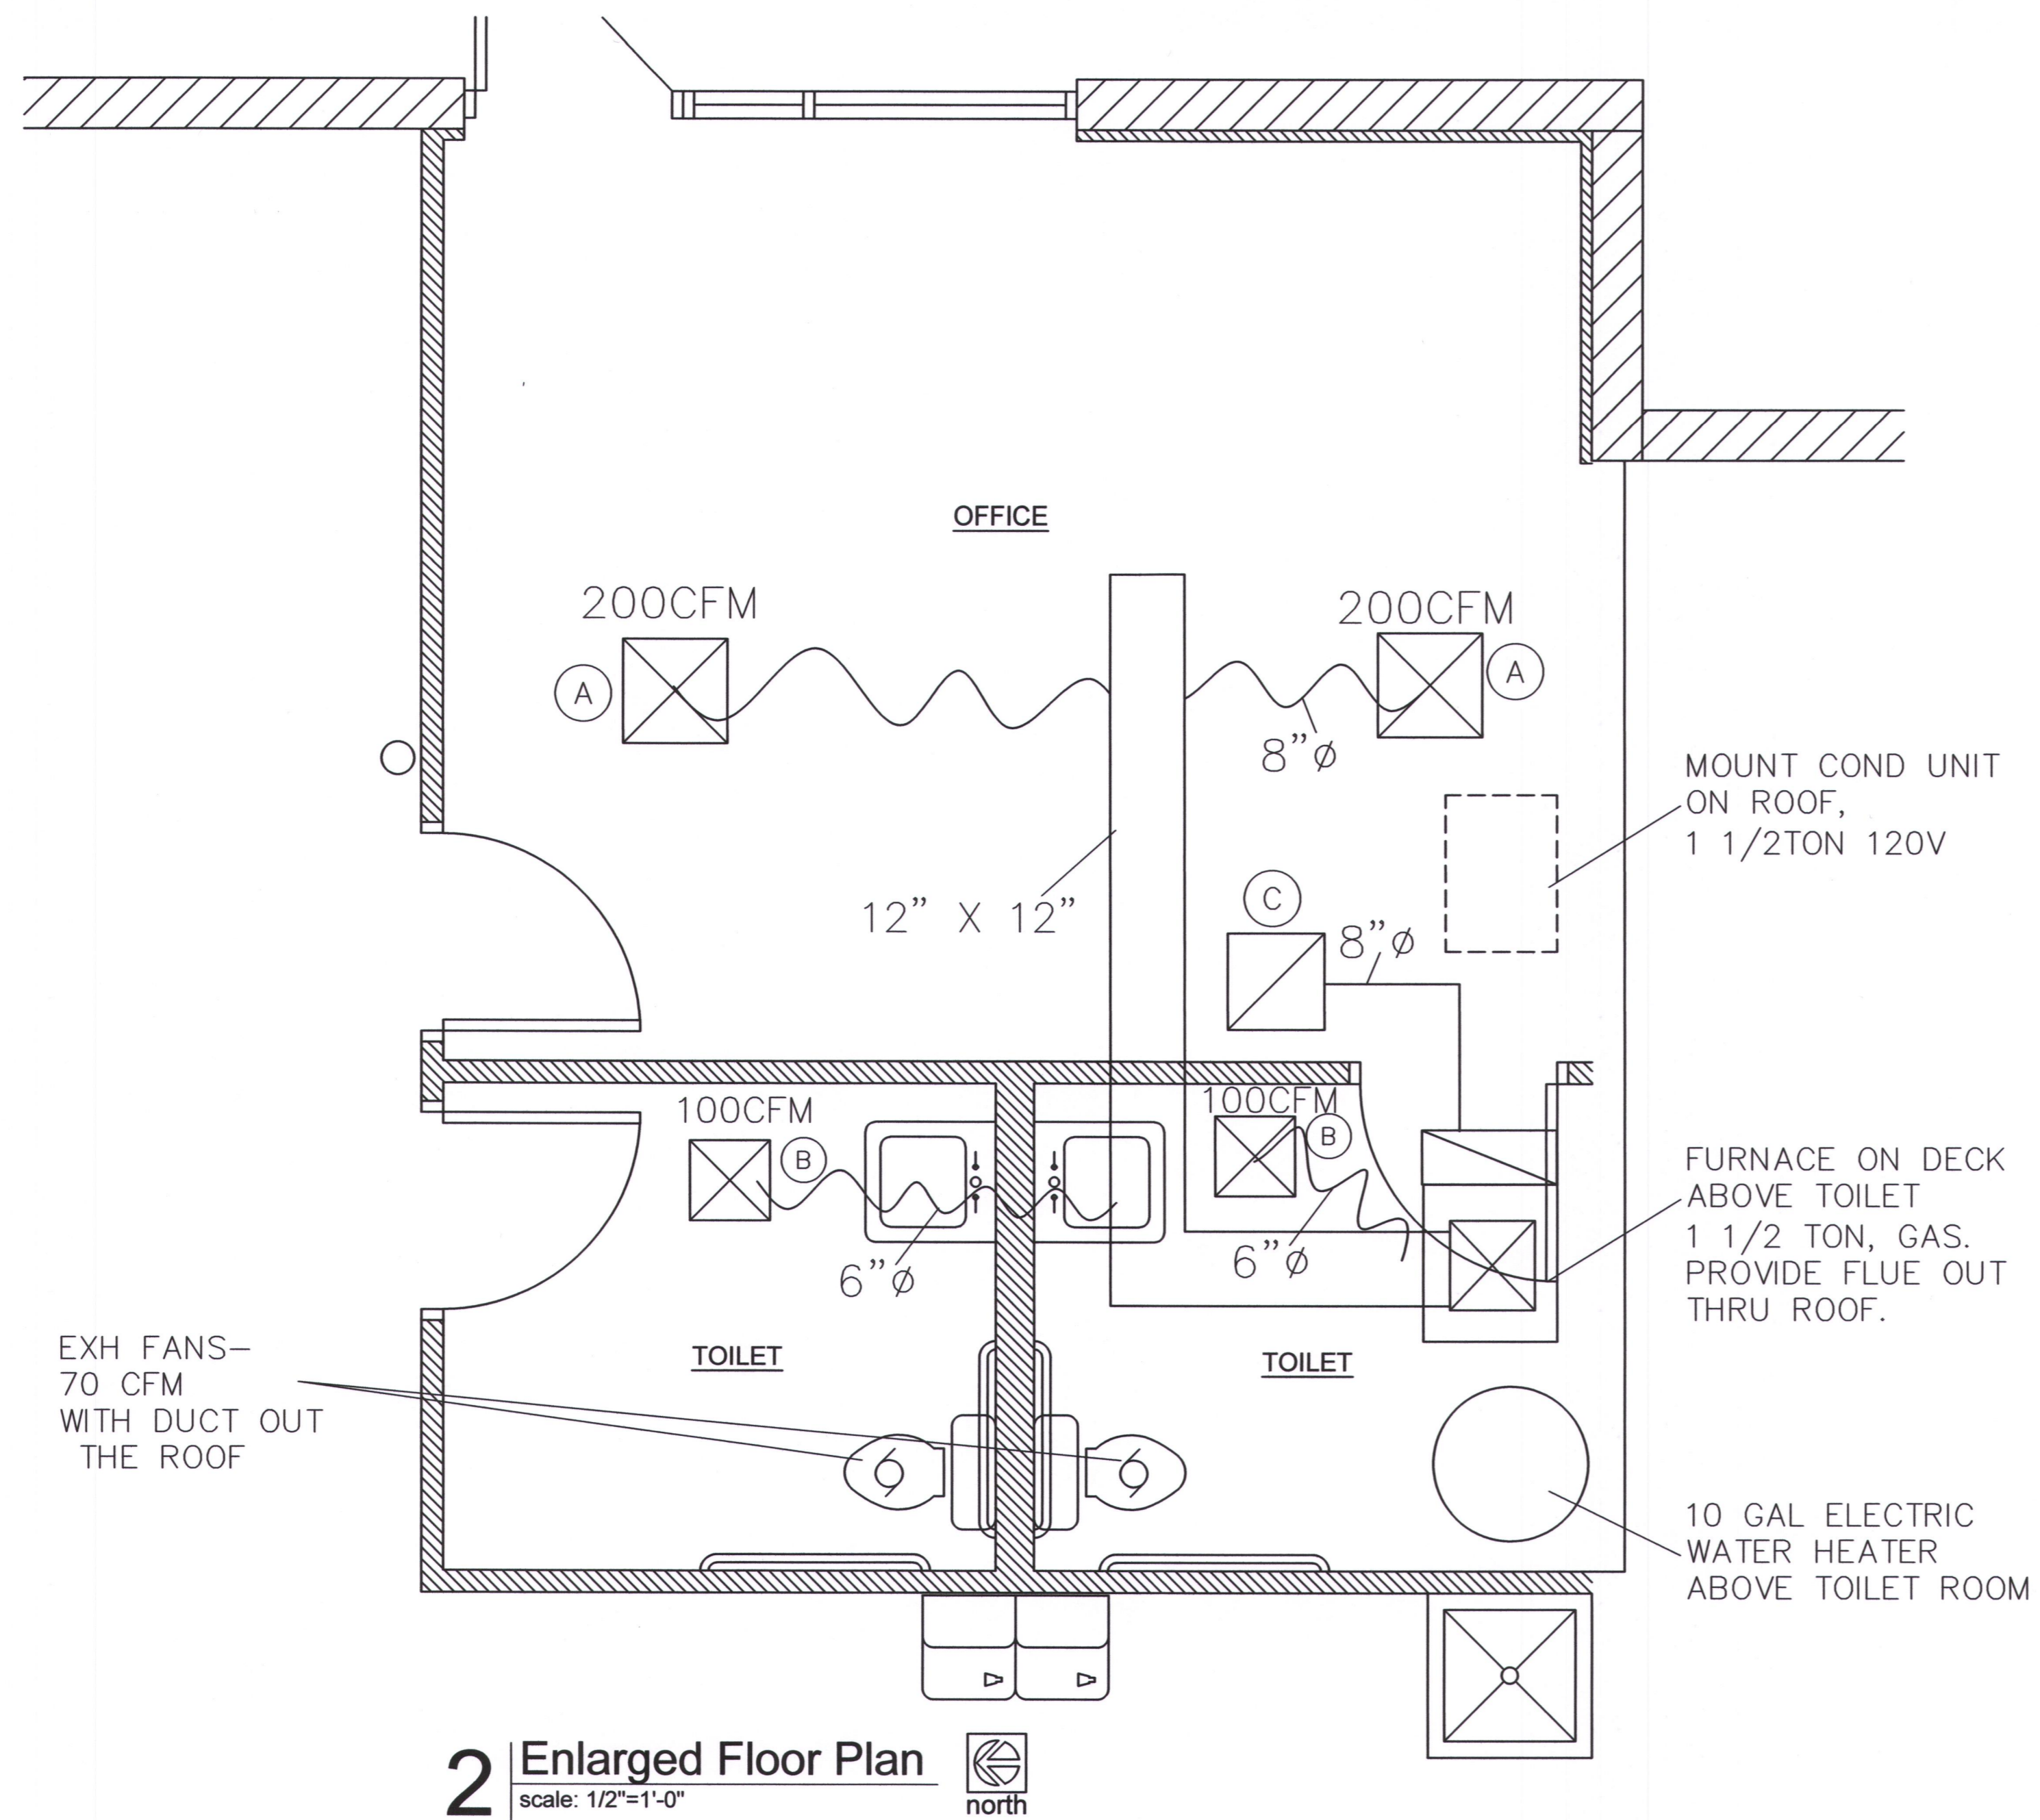 OFFICE
200CFM
200CFM
A
A
8"ø
MOUNT COND UNIT
ON ROOF,
1 1/2TON 120V
12" X 12"
C
8"ø
100CFM
B
100CFM
B
6"ø
6"ø
FURNACE ON DECK
ABOVE TOILET
1 1/2 TON, GAS.
PROVIDE FLUE OUT
THRU ROOF.
EXH FANS-
70 CFM
WITH DUCT OUT
THE ROOF
TOILET
TOILET
10 GAL ELECTRIC
WATER HEATER
ABOVE TOILET ROOM
2
Enlarged Floor Plan
scale: 1/2"=1'-0"
north